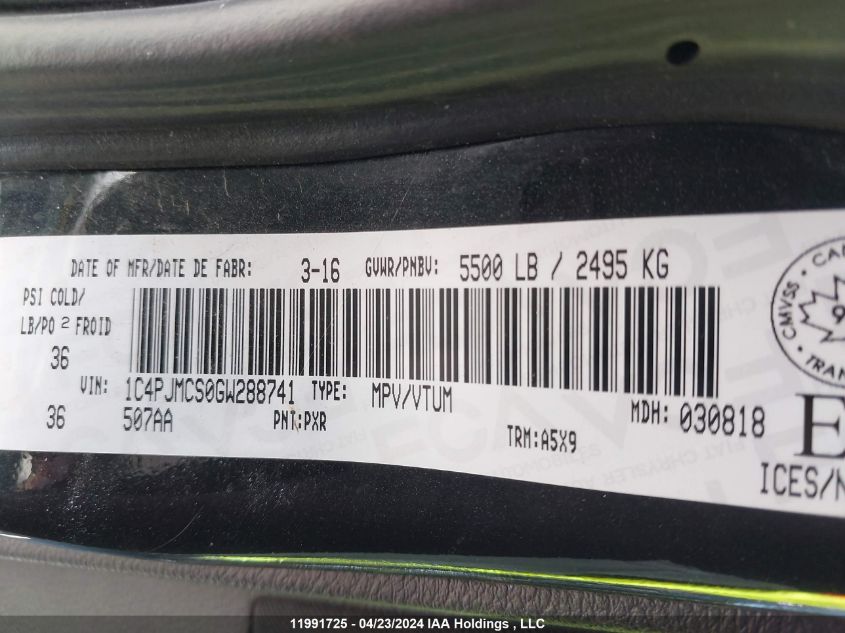 DATE OF MFR/DATE DE FABR: 3-16 GVWR/PNBV: 5500 LB / 2495 KG
PSI COLD/
LB/PO 2 FROID
36
VIN: 1C4PJMCS0GW288741 TYPE: MPV/VTUM MDH: 030818
36 507AA PNT:PXR TRM:A5X9
CMVSS
TRAN
E
ICES/N
11991725 - 04/23/2024 IAA Holdings , LLC